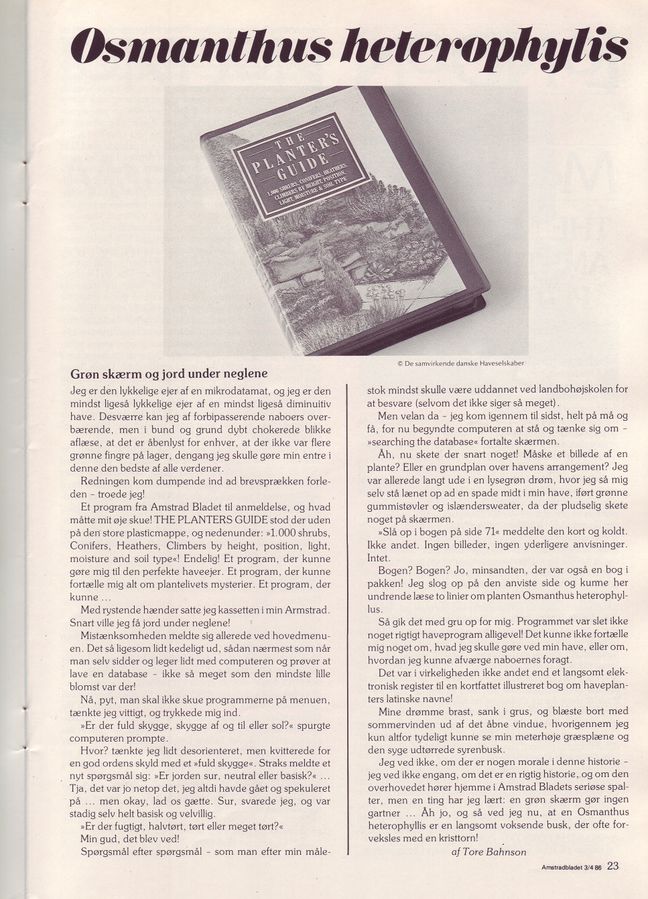 Osmanthus heterophylis
THE
PLANTER'S
GUIDE
1.000 SHRUBS, CONIFERS, HEATHERS,
CLIMBERS BY HEIGHT, POSITION,
LIGHT, MOISTURE & SOIL TYPE
© De samvirkende danske Haveselskaber
Grøn skærm og jord under neglene
Jeg er den lykkelige ejer af en mikrodatamat, og jeg er den
mindst ligeså lykkelige ejer af en mindst ligeså diminuitiv
have. Desværre kan jeg af forbipasserende naboers over-
bærende, men i bund og grund dybt chokerede blikke
aflæse, at det er åbenlyst for enhver, at der ikke var flere
grønne fingre på lager, dengang jeg skulle gøre min entre i
denne den bedste af alle verdener.
Redningen kom dumpende ind ad brevsprækken forle-
den – troede jeg!
Et program fra Amstrad Bladet til anmeldelse, og hvad
måtte mit øje skue! THE PLANTERS GUIDE stod der uden
på den store plasticmappe, og nedenunder: »1.000 shrubs,
Conifers, Heathers, Climbers by height, position, light,
moisture and soil type«! Endelig! Et program, der kunne
gøre mig til den perfekte haveejer. Et program, der kunne
fortælle mig alt om plantelivets mysterier. Et program, der
kunne ...
Med rystende hænder satte jeg kassetten i min Armstrad.
Snart ville jeg få jord under neglene!
Mistænksomheden meldte sig allerede ved hovedmenu-
en. Det så ligesom lidt kedeligt ud, sådan nærmest som når
man selv sidder og leger lidt med computeren og prøver at
lave en database – ikke så meget som den mindste lille
blomst var der!
Nå, pyt, man skal ikke skue programmerne på menuen,
tænkte jeg vittigt, og trykkede mig ind.
»Er der fuld skygge, skygge af og til eller sol?« spurgte
computeren prompte.
Hvor? tænkte jeg lidt desorienteret, men kvitterede for
en god ordens skyld med et »fuld skygge«. Straks meldte et
nyt spørgsmål sig: »Er jorden sur, neutral eller basisk?« ...
Tja, det var jo netop det, jeg altid havde gået og spekuleret
på ... men okay, lad os gætte. Sur, svarede jeg, og var
stadig selv helt basisk og velvillig.
»Er der fugtigt, halvtørt, tørt eller meget tørt?«
Min gud, det blev ved!
Spørgsmål efter spørgsmål – som man efter min måle-
stok mindst skulle være uddannet ved landbohøjskolen for
at besvare (selvom det ikke siger så meget).
Men velan da – jeg kom igennem til sidst, helt på må og
få, for nu begyndte computeren at stå og tænke sig om –
»searching the database« fortalte skærmen.
Åh, nu skete der snart noget! Måske et billede af en
plante? Eller en grundplan over havens arrangement? Jeg
var allerede langt ude i en lysegrøn drøm, hvor jeg så mig
selv stå lænet op ad en spade midt i min have, iført grønne
gummistøvler og islændersweater, da der pludselig skete
noget på skærmen.
»Slå op i bogen på side 71« meddelte den kort og koldt.
Ikke andet. Ingen billeder, ingen yderligere anvisninger.
Intet.
Bogen? Bogen? Jo, minsandten, der var også en bog i
pakken! Jeg slog op på den anviste side og kunne her
undrende læse to linier om planten Osmanthus heterophyl-
lus.
Så gik det med gru op for mig. Programmet var slet ikke
noget rigtigt haveprogram alligevel! Det kunne ikke fortælle
mig noget om, hvad jeg skulle gøre ved min have, eller om,
hvordan jeg kunne afværge naboernes foragt.
Det var i virkeligheden ikke andet end et langsomt elek-
tronisk register til en kortfattet illustreret bog om haveplan-
ters latinske navne!
Mine drømme brast, sank i grus, og blæste bort med
sommervinden ud af det åbne vindue, hvorigennem jeg
kun altfor tydeligt kunne se min meterhøje græsplæne og
den syge udtørrede syrenbusk.
Jeg ved ikke, om der er nogen morale i denne historie –
jeg ved ikke engang, om det er en rigtig historie, og om den
overhovedet hører hjemme i Amstrad Bladets seriøse spal-
ter, men en ting har jeg lært: en grøn skærm gør ingen
gartner ... Åh jo, og så ved jeg nu, at en Osmanthus
heterophyllis er en langsomt voksende busk, der ofte for-
veksles med en kristtorn!
af Tore Bahnson
Amstradbladet 3/4 86 23